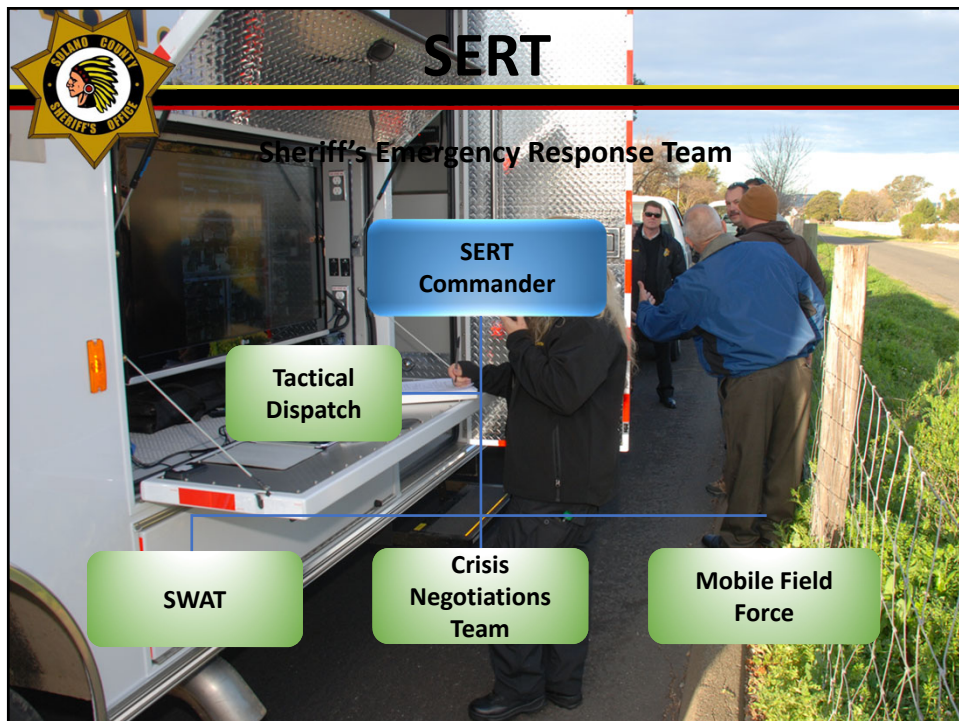 SERT
SOLANO COUNTY
SHERIFF'S OFFICE
Sheriff's Emergency Response Team
SERT
Commander
Tactical
Dispatch
SWAT
Crisis
Negotiations
Team
Mobile Field
Force